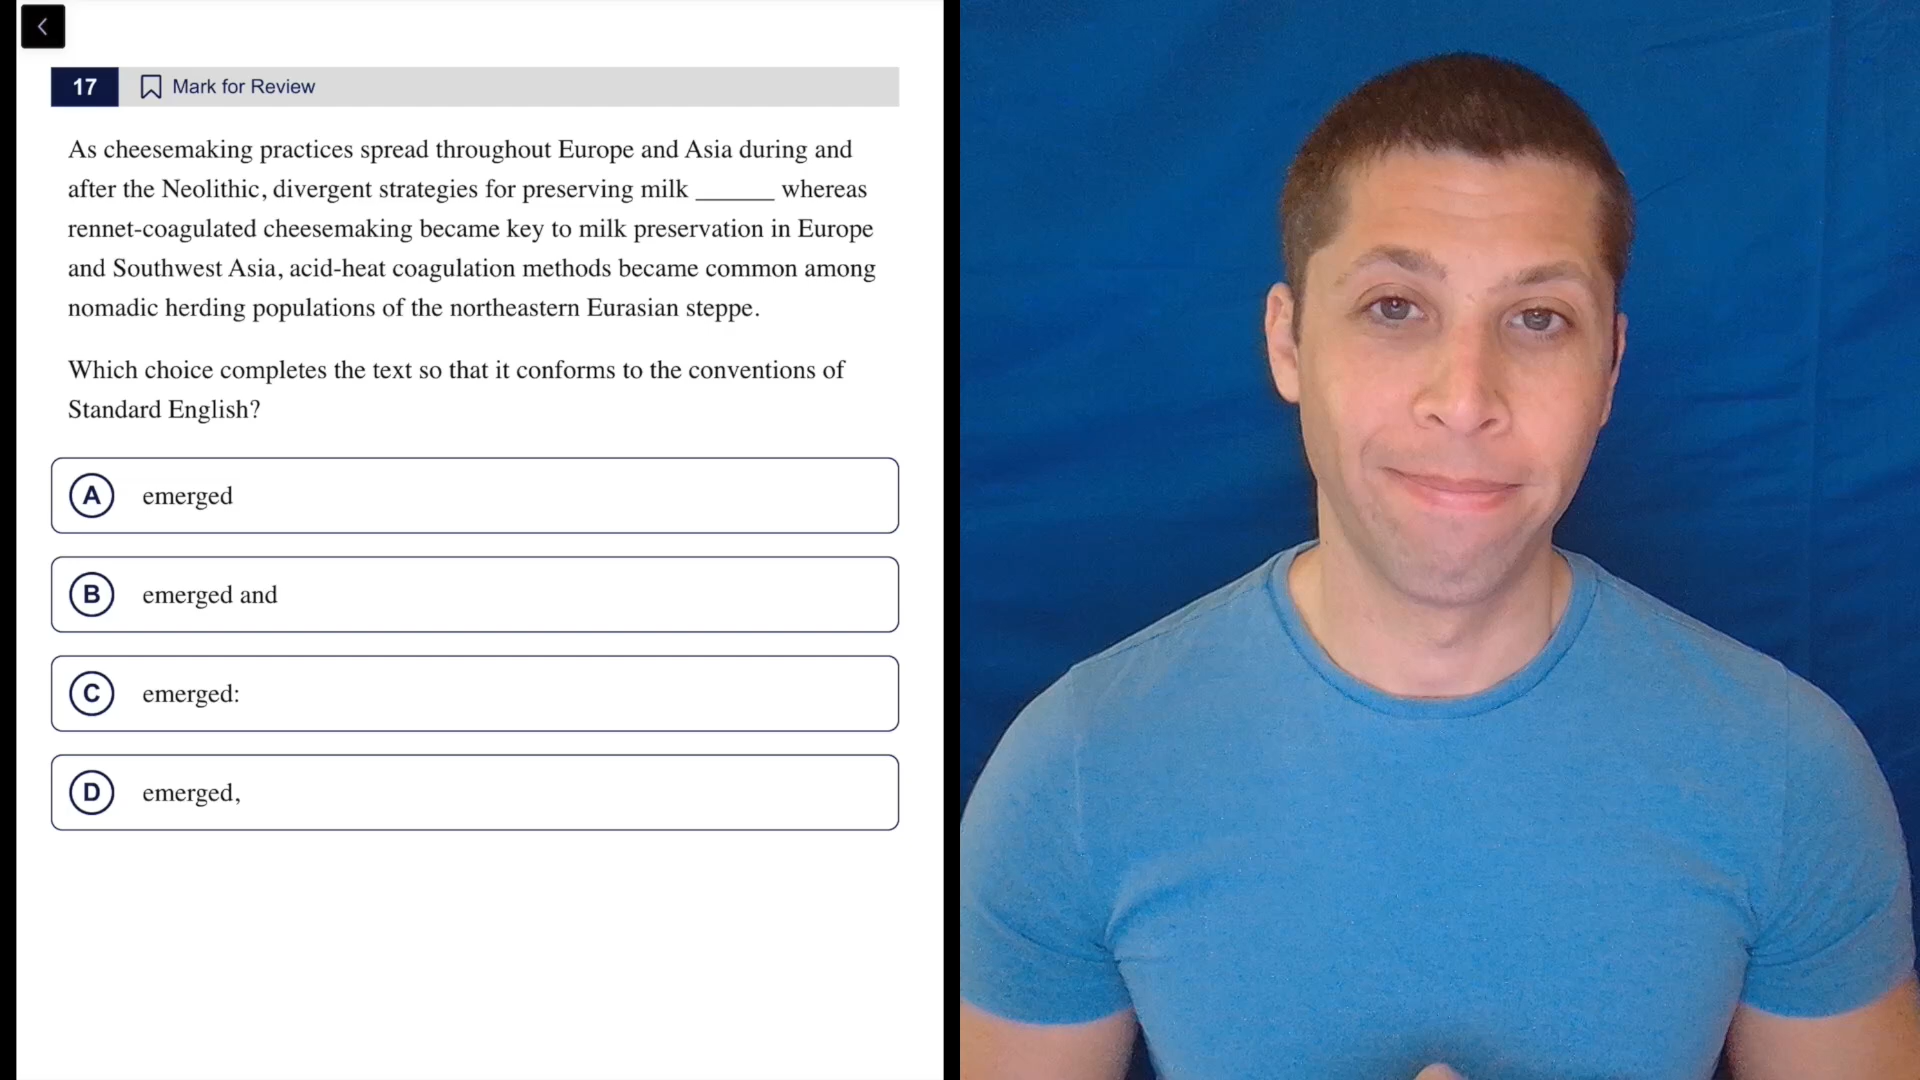 17 Mark for Review
As cheesemaking practices spread throughout Europe and Asia during and
after the Neolithic, divergent strategies for preserving milk ______ whereas
rennet-coagulated cheesemaking became key to milk preservation in Europe
and Southwest Asia, acid-heat coagulation methods became common among
nomadic herding populations of the northeastern Eurasian steppe.
Which choice completes the text so that it conforms to the conventions of
Standard English?
A emerged
B emerged and
C emerged:
D emerged,